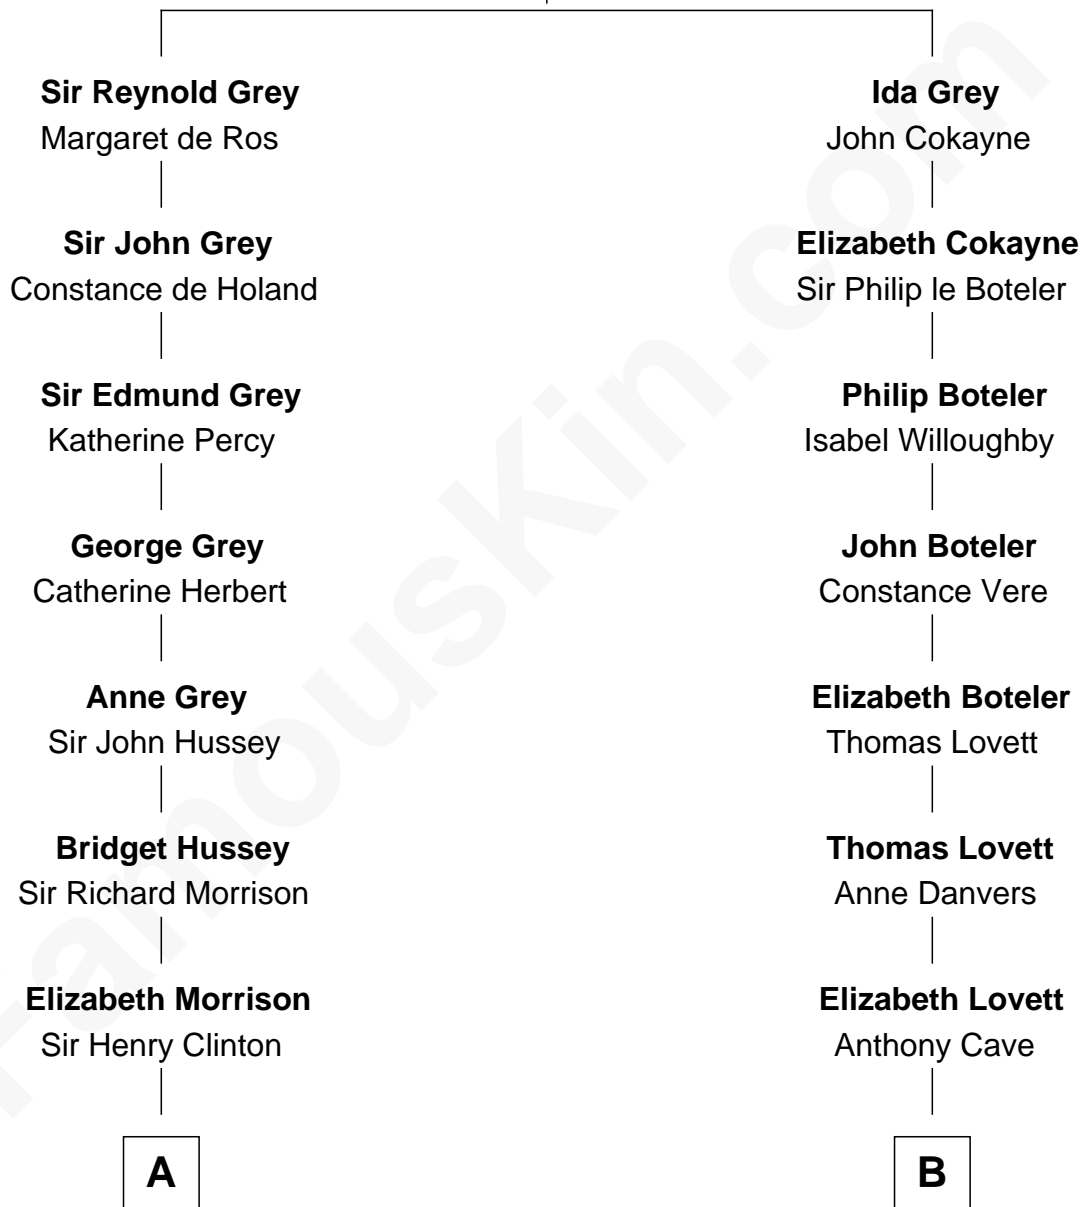 Sir Reynold Grey
Margaret de Ros
Ida Grey
John Cokayne
Sir John Grey
Constance de Holand
Elizabeth Cokayne
Sir Philip le Boteler
Sir Edmund Grey
Katherine Percy
Philip Boteler
Isabel Willoughby
George Grey
Catherine Herbert
John Boteler
Constance Vere
Anne Grey
Sir John Hussey
Elizabeth Boteler
Thomas Lovett
Bridget Hussey
Sir Richard Morrison
Thomas Lovett
Anne Danvers
Elizabeth Morrison
Sir Henry Clinton
Elizabeth Lovett
Anthony Cave
A
B
FamousKin.com